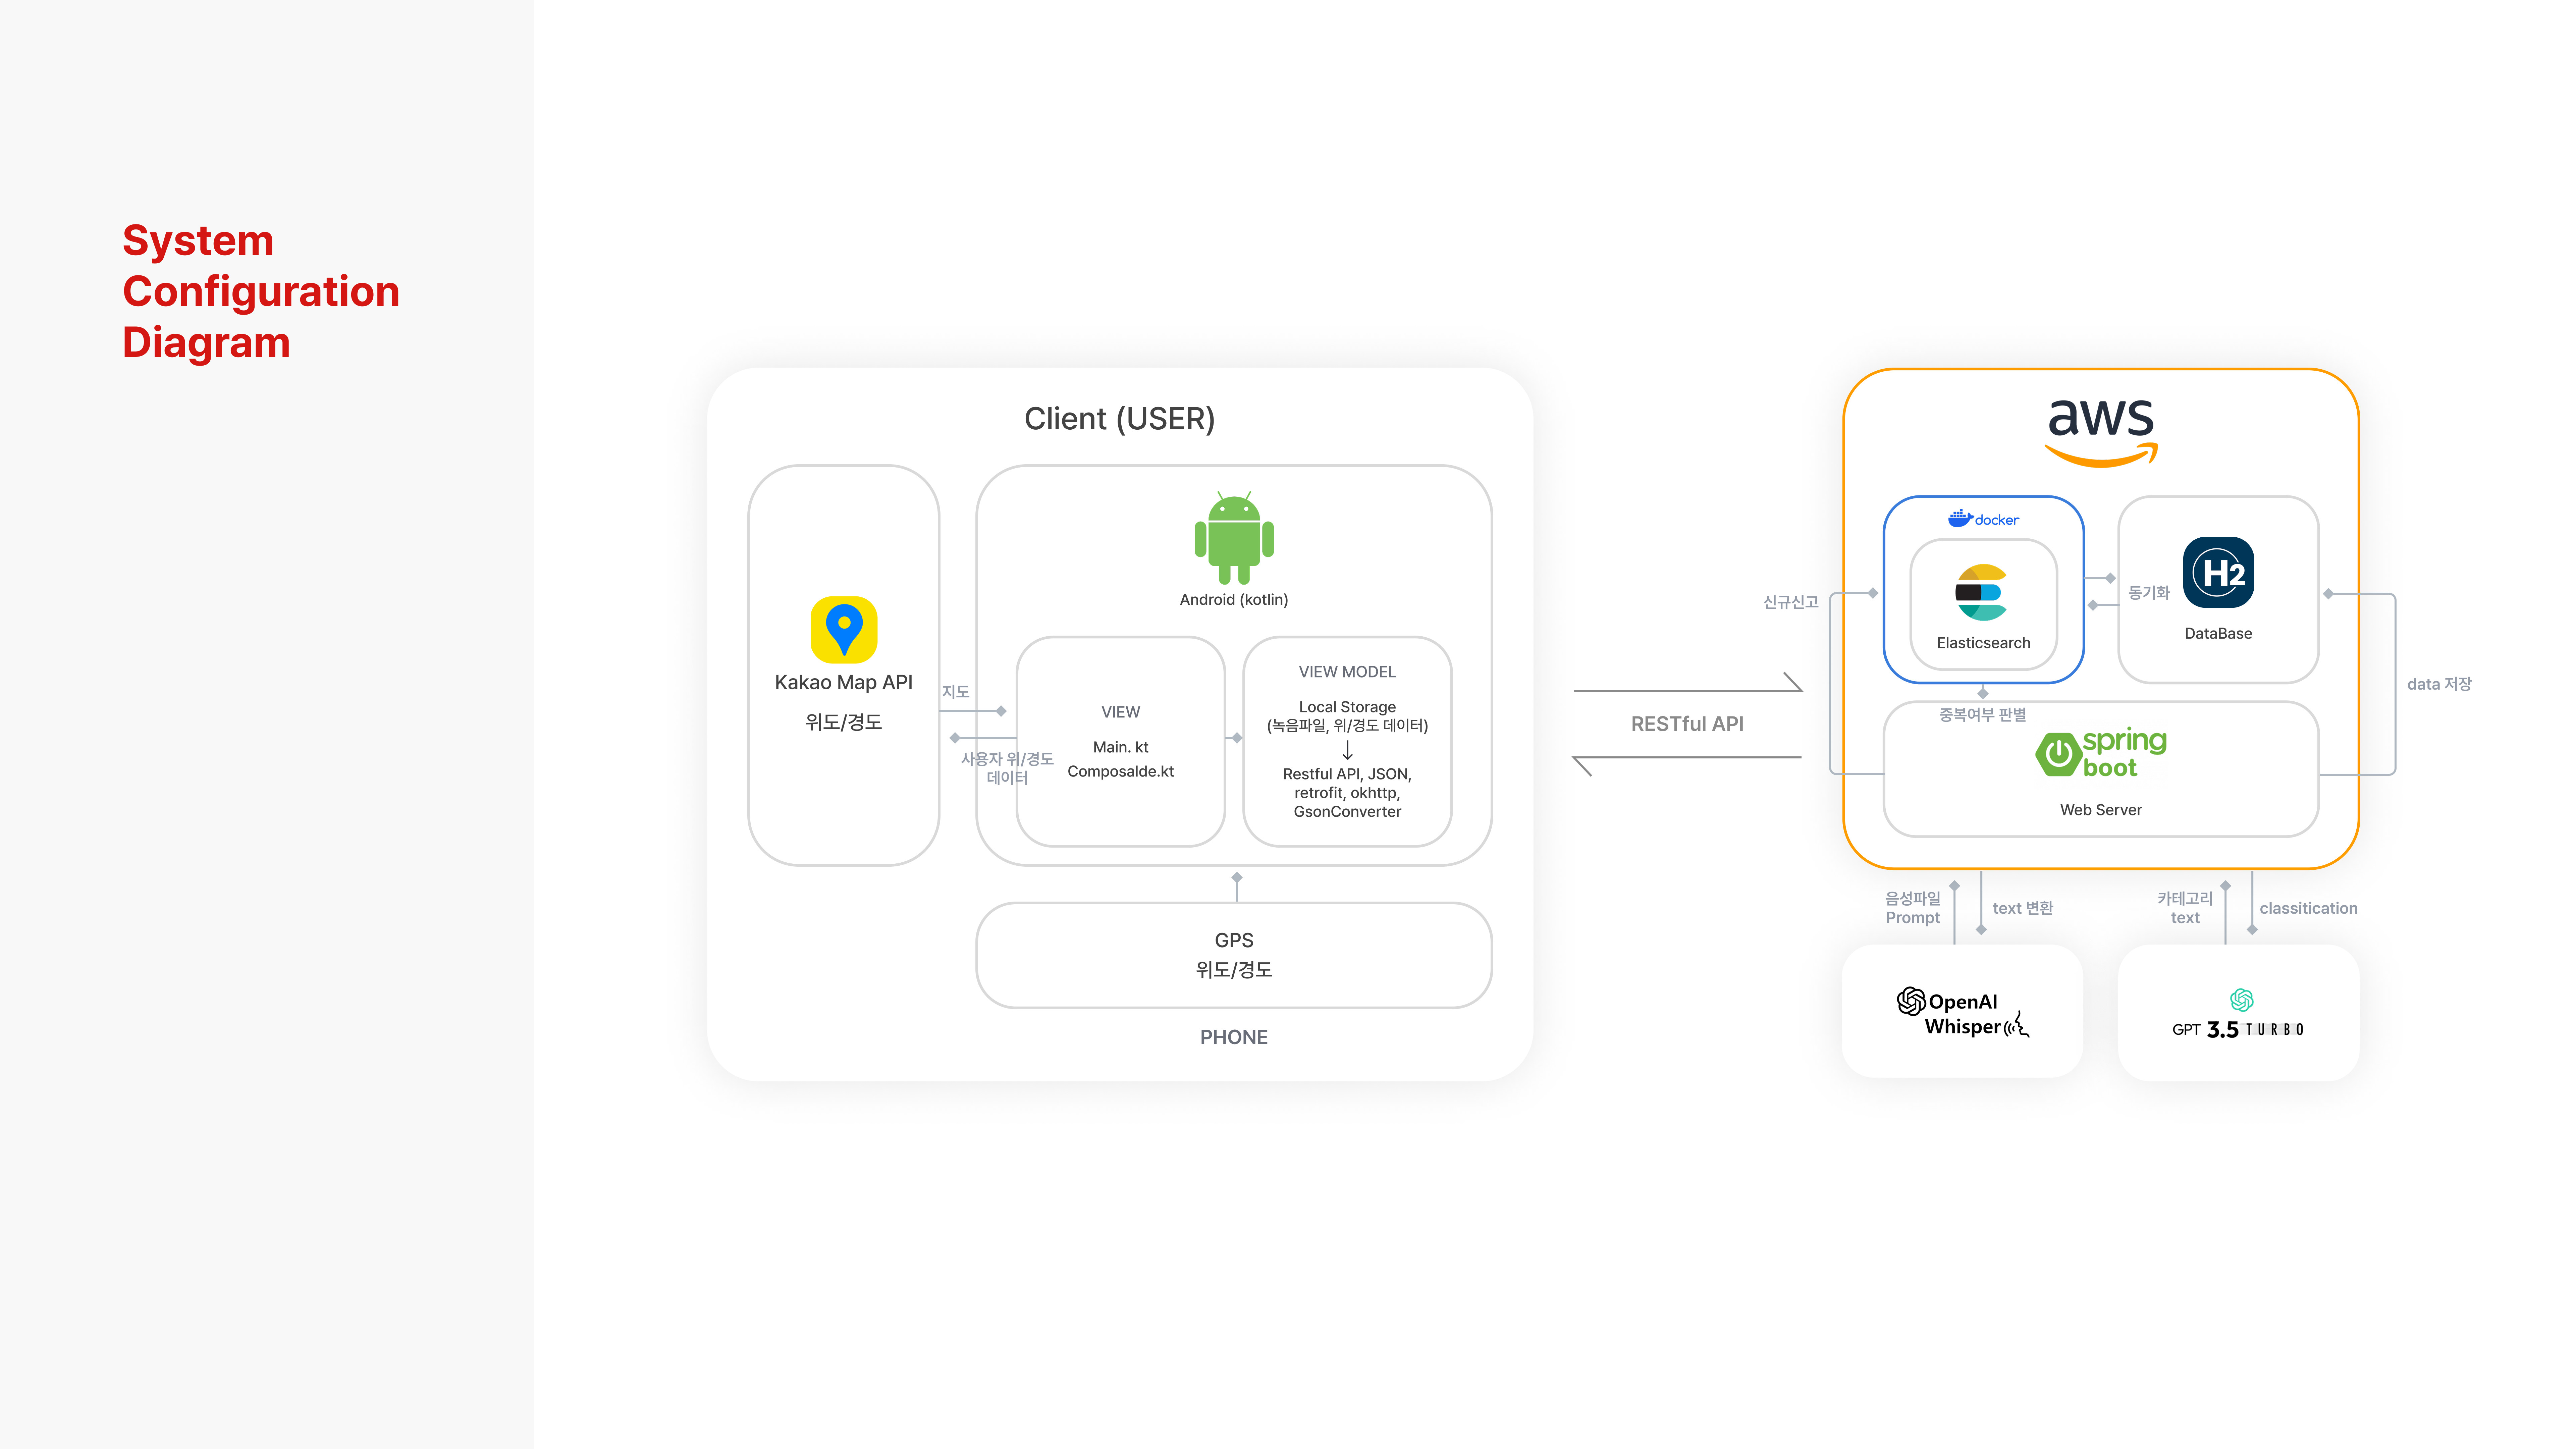 System
Configuration
Diagram
Client (USER)
Kakao Map API
위도/경도
지도
사용자 위/경도
데이터
Android (kotlin)
VIEW
Main. kt
Composalde.kt
VIEW MODEL
Local Storage
(녹음파일, 위/경도 데이터)
Restful API, JSON,
retrofit, okhttp,
GsonConverter
GPS
위도/경도
PHONE
RESTful API
aws
docker
Elasticsearch
동기화
H2
DataBase
신규신고
data 저장
중복여부 판별
spring
boot
Web Server
음성파일
Prompt
text 변환
카테고리
text
classitication
OpenAI
Whisper
GPT 3.5 TURBO